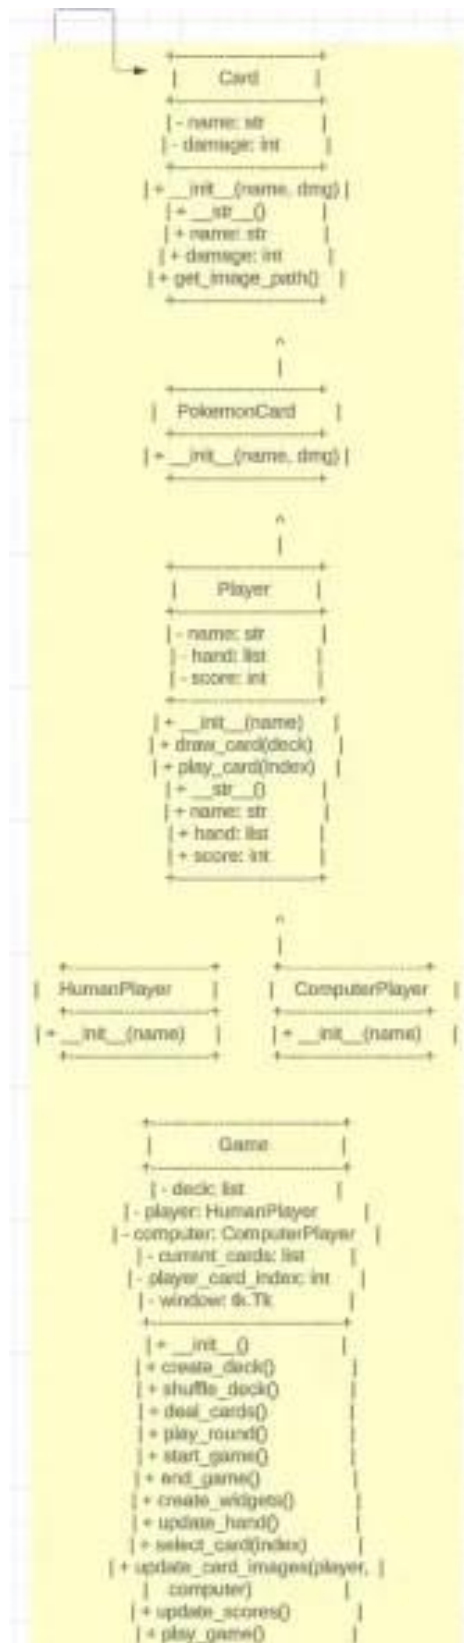 +--------------------+
| Card |
+--------------------+
| - name: str |
| - damage: int |
+--------------------+
| + __init__(name, dmg) |
| + __str__() |
| + name: str |
| + damage: int |
| + get_image_path() |
+--------------------+
^
|
+--------------------+
| PokemonCard |
+--------------------+
| + __init__(name, dmg) |
+--------------------+
^
|
+--------------------+
| Player |
+--------------------+
| - name: str |
| - hand: list |
| - score: int |
+--------------------+
| + __init__(name) |
| + draw_card(deck) |
| + play_card(index) |
| + __str__() |
| + name: str |
| + hand: list |
| + score: int |
+--------------------+
^
|
+--------------------+ +--------------------+
| HumanPlayer | | ComputerPlayer |
+--------------------+ +--------------------+
| + __init__(name) | | + __init__(name) |
+--------------------+ +--------------------+
+--------------------------+
| Game |
+--------------------------+
| - deck: list |
| - player: HumanPlayer |
| - computer: ComputerPlayer |
| - current_cards: list |
| - player_card_index: int |
| - window: tk.Tk |
+--------------------------+
| + __init__() |
| + create_deck() |
| + shuffle_deck() |
| + deal_cards() |
| + play_round() |
| + start_game() |
| + end_game() |
| + create_widgets() |
| + update_hand() |
| + select_card(index) |
| + update_card_images(player, |
| computer) |
| + update_scores() |
| + play_game() |